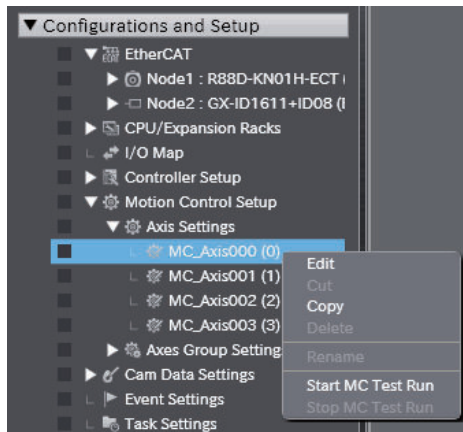 Configurations and Setup
EtherCAT
Node1 : R88D-KN01H-ECT (
Node2 : GX-ID1611+ID08 (I
CPU/Expansion Racks
I/O Map
Controller Setup
Motion Control Setup
Axis Settings
MC_Axis000 (0)
MC_Axis001 (1)
MC_Axis002 (2)
MC_Axis003 (3)
Axes Group Setting
Cam Data Settings
Event Settings
Task Settings
Edit
Cut
Copy
Delete
Rename
Start MC Test Run
Stop MC Test Run